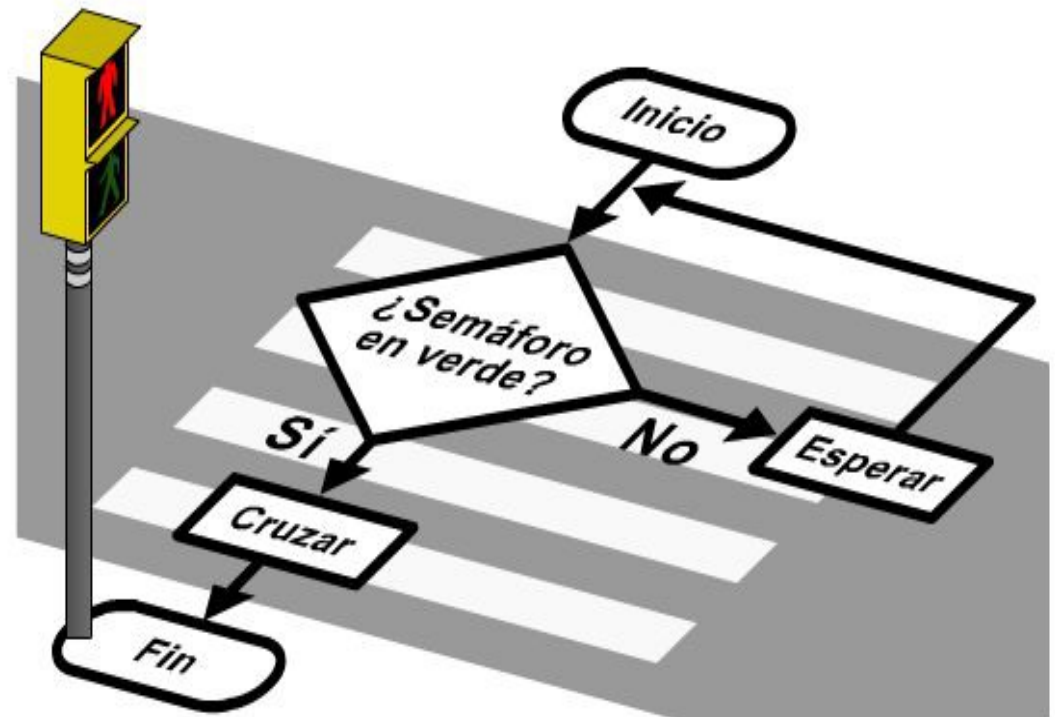 Inicio
¿Semáforo
en verde?
Sí
No
Esperar
Cruzar
Fin